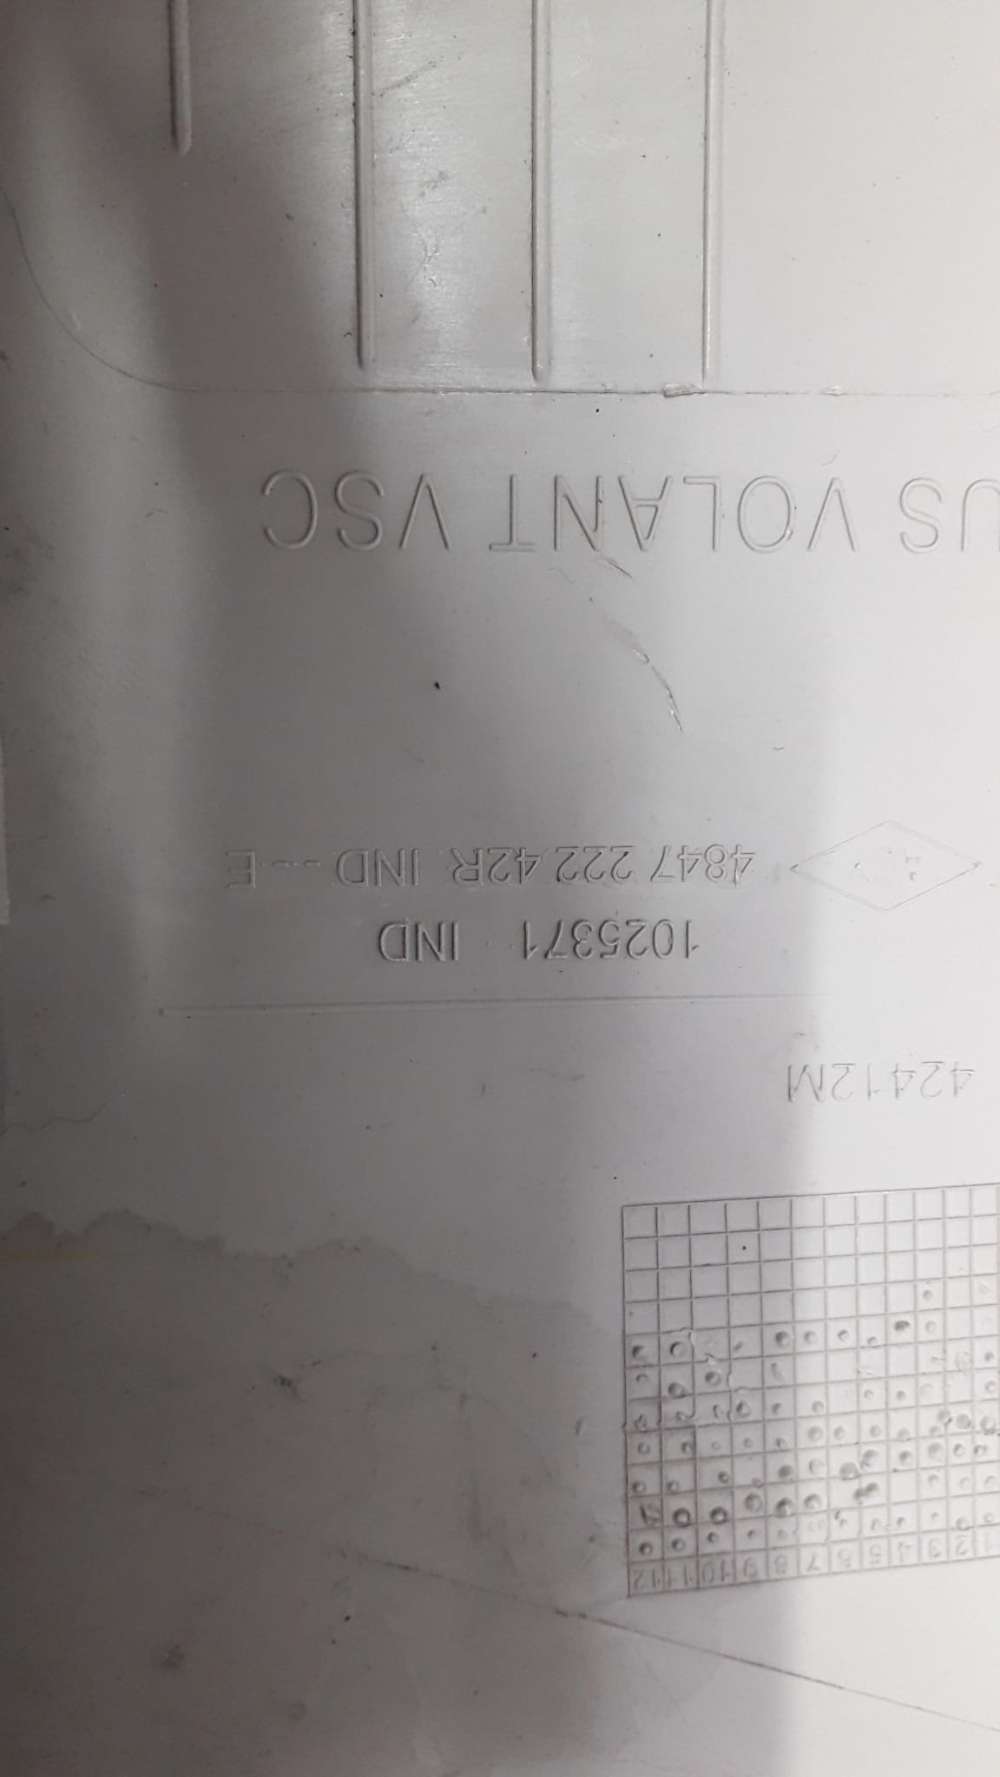 1 2 3 4 5 6 7 8 9 10 11 12
42412M
1025371 IND
4847 222 42R IND -- E
US VOLANT VSC